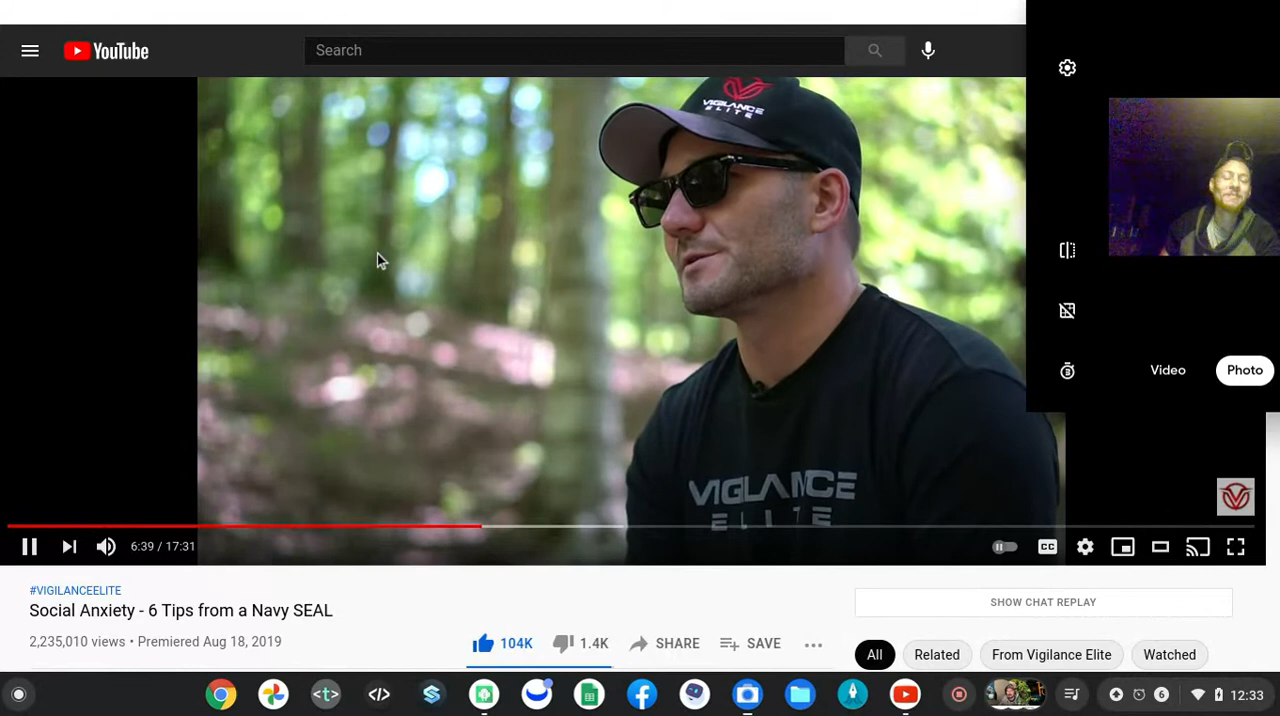 YouTube
Search
VIGILANCE
ELITE
VIGILANCE
ELITE
Video
Photo
6:39 / 17:31
CC
#VIGILANCEELITE
Social Anxiety - 6 Tips from a Navy SEAL
2,235,010 views • Premiered Aug 18, 2019
104K
1.4K
SHARE
SAVE
SHOW CHAT REPLAY
All
Related
From Vigilance Elite
Watched
<t>
</>
6
12:33